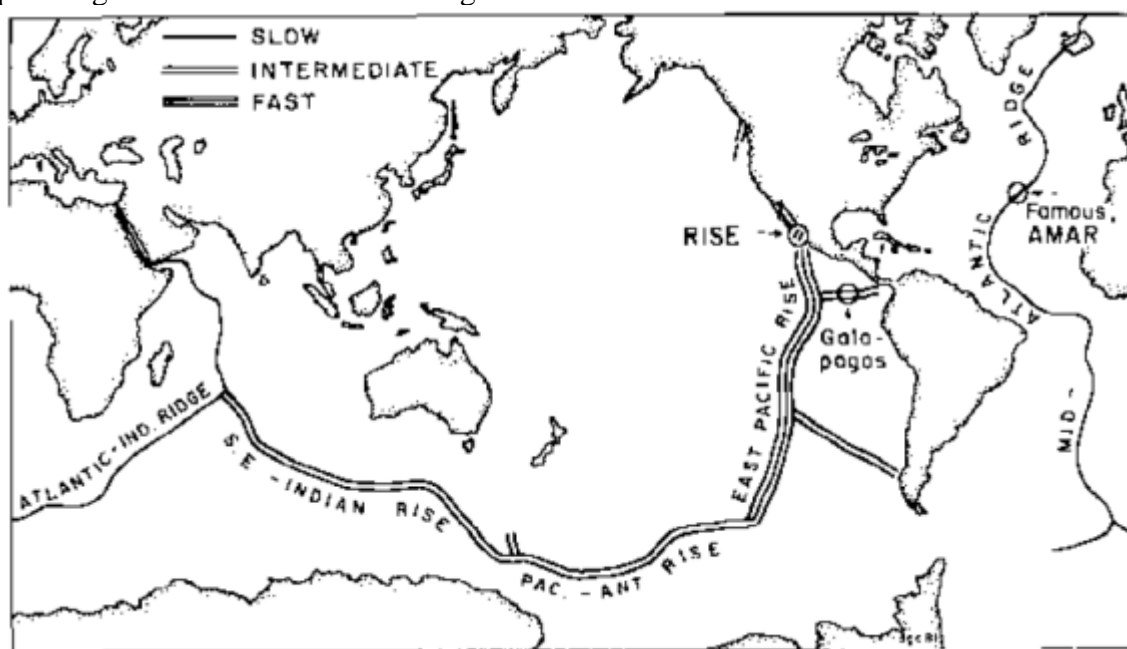 SLOW
INTERMEDIATE
FAST
RIDGE
ATLANTIC
MID-
Famous,
AMAR
RISE
Gala-
pagos
EAST PACIFIC RISE
ATLANTIC-IND. RIDGE
S.E.-INDIAN RISE
PAC.-ANT RISE